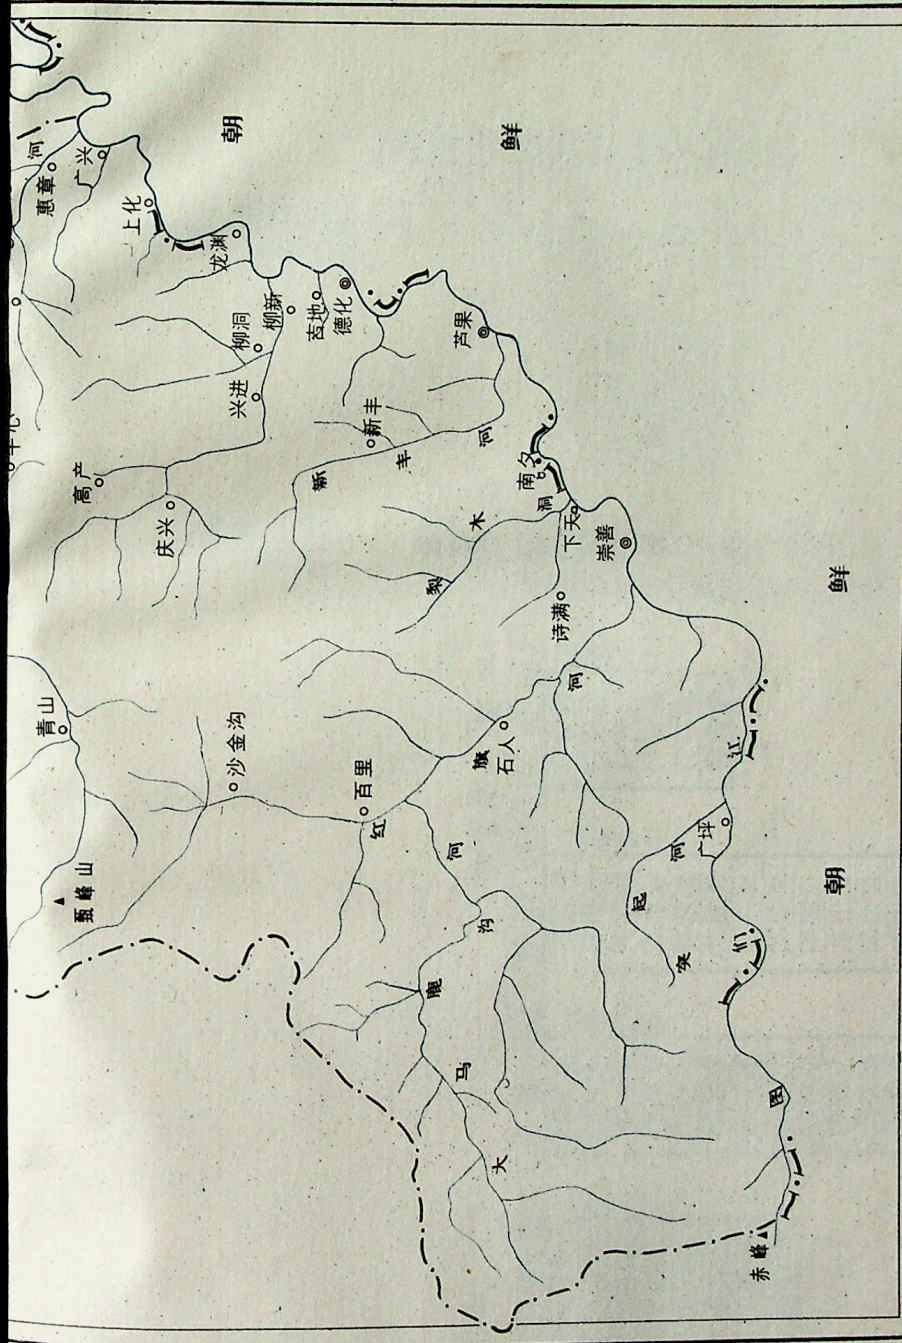 朝鲜
朝鲜
惠章
河
广兴
上化
龙渊
柳新
柳洞
吉地
德化
芦果
兴进
新丰
新丰河
高产
庆兴
南夕
梨木洞
下天
崇善
诗满
青山
沙金沟
百里
石人
红旗河
甄峰山
大马鹿沟河
突起河
广坪
图们江
赤峰